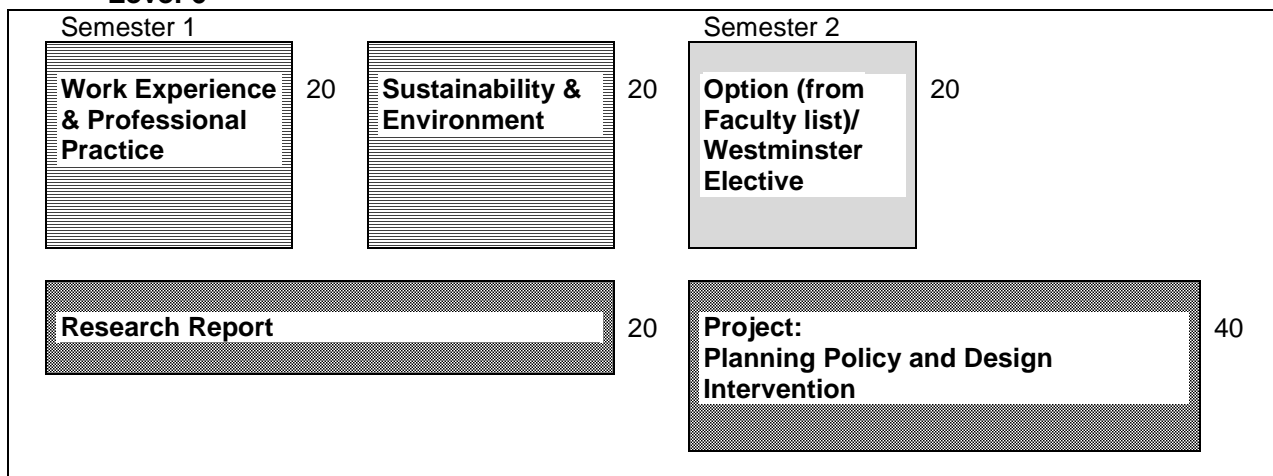 Semester 1
Semester 2
Work Experience
& Professional
Practice
20
Sustainability &
Environment
20
Option (from
Faculty list)/
Westminster
Elective
20
Research Report
20
Project:
Planning Policy and Design
Intervention
40